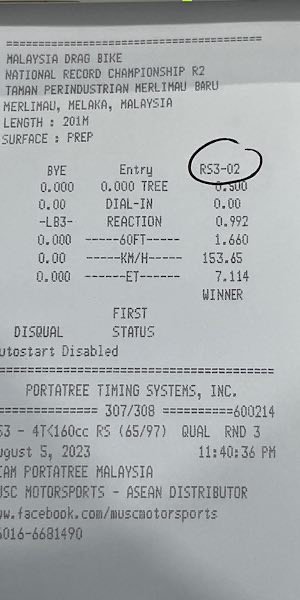 ==========================================
MALAYSIA DRAG BIKE
NATIONAL RECORD CHAMPIONSHIP R2
TAMAN PERINDUSTRIAN MERLIMAU BARU
MERLIMAU, MELAKA, MALAYSIA
LENGTH : 201M
SURFACE : PREP
BYE Entry RS3-02
0.000 0.000 TREE 0.500
0.00 DIAL-IN 0.00
-LB3- REACTION 0.992
0.000 ------60FT----- 1.660
0.00 ------KM/H----- 153.65
0.000 ------ET------- 7.114
WINNER
FIRST
DISQUAL STATUS
utostart Disabled
==========================================
PORTATREE TIMING SYSTEMS, INC.
============== 307/308 ==========600214
S3 - 4T<160cc RS (65/97) QUAL RND 3
ugust 5, 2023 11:40:36 PM
EAM PORTATREE MALAYSIA
USC MOTORSPORTS - ASEAN DISTRIBUTOR
ww.facebook.com/muscmotorsports
6016-6681490